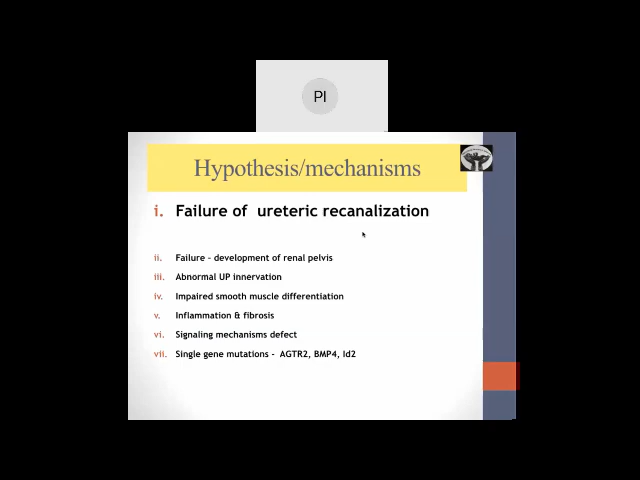 PI
Hypothesis/mechanisms
i. Failure of ureteric recanalization
ii. Failure - development of renal pelvis
iii. Abnormal UP innervation
iv. Impaired smooth muscle differentiation
v. Inflammation & fibrosis
vi. Signaling mechanisms defect
vii. Single gene mutations - AGTR2, BMP4, Id2